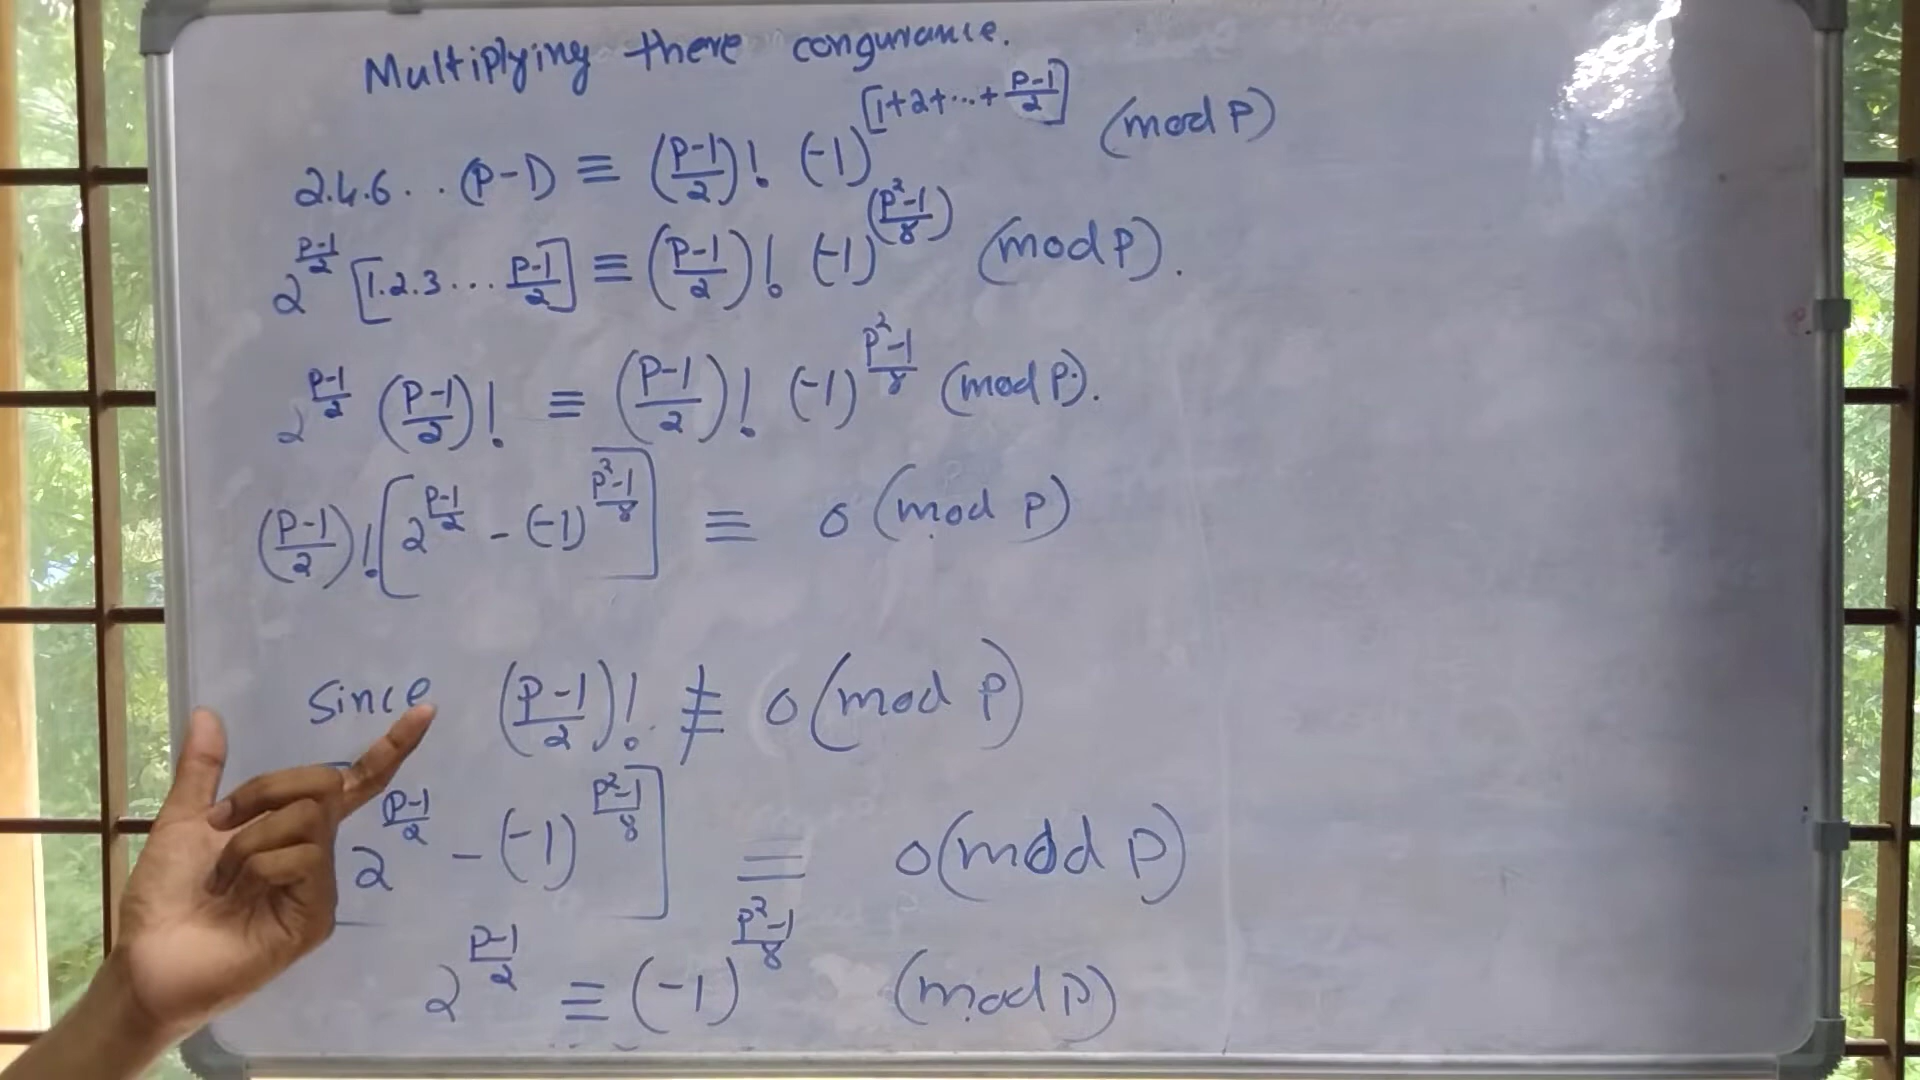 Multiplying there congurance.
2.4.6...(P-1) ≡ (P-1/2)! (-1)^[1+2+...+P-1/2] (mod P)
2^(P-1/2) [1.2.3...P-1/2] ≡ (P-1/2)! (-1)^(P²-1/8) (mod P).
2^(P-1/2) (P-1/2)! ≡ (P-1/2)! (-1)^(P²-1/8) (mod P).
(P-1/2)! [2^(P-1/2) - (-1)^(P²-1/8)] ≡ 0 (mod P)
Since (P-1/2)! ≢ 0 (mod P)
[2^(P-1/2) - (-1)^(P²-1/8)] ≡ 0 (mod P)
2^(P-1/2) ≡ (-1)^(P²-1/8) (mod P)